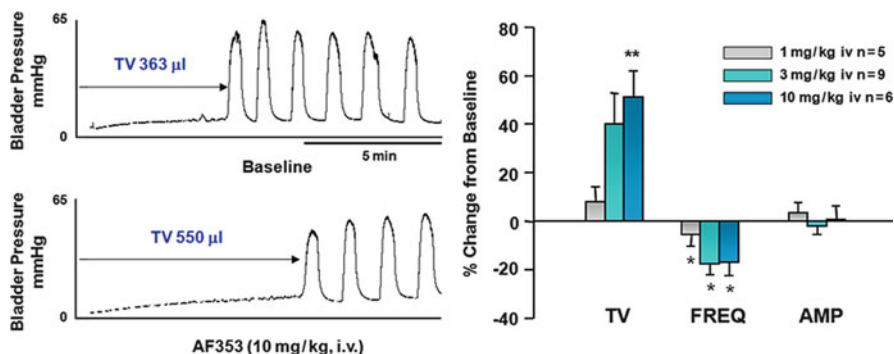 65
Bladder Pressure
mmHg
TV 363 µl
0
Baseline
5 min
65
Bladder Pressure
mmHg
TV 550 µl
0
AF353 (10 mg/kg, i.v.)
% Change from Baseline
80
60
40
20
0
-20
-40
**
1 mg/kg iv n=5
3 mg/kg iv n=9
10 mg/kg iv n=6
*
*
*
TV FREQ AMP